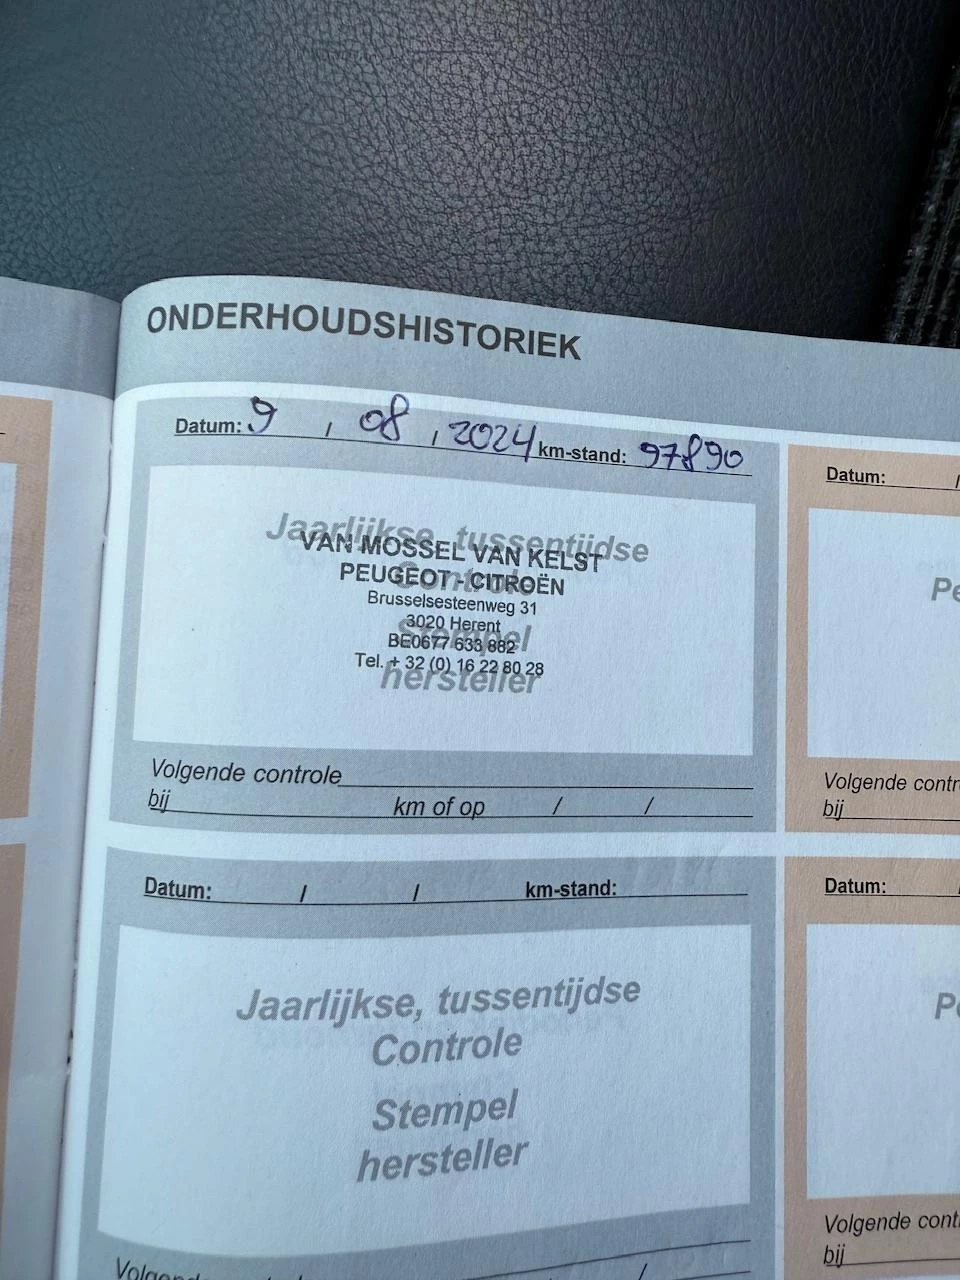 ONDERHOUDSHISTORIEK
Datum: 9 / 08 / 2024 km-stand: 97890
Jaarlijkse, tussentijdse
Controle
Stempel
hersteller
VAN MOSSEL VAN KELST
PEUGEOT - CITROËN
Brusselsesteenweg 31
3020 Herent
BE0677 633 882
Tel. + 32 (0) 16 22 80 28
Volgende controle
bij km of op / /
Datum: / / km-stand:
Jaarlijkse, tussentijdse
Controle
Stempel
hersteller
Datum: /
Volgende contr
bij
Datum: /
Volgende cont
bij